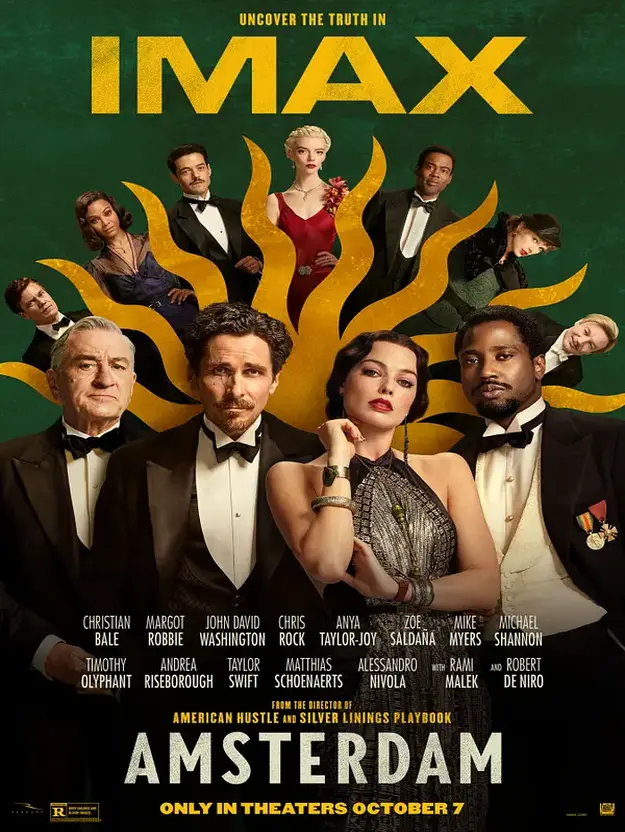 UNCOVER THE TRUTH IN
IMAX
CHRISTIAN BALE
MARGOT ROBBIE
JOHN DAVID WASHINGTON
CHRIS ROCK
ANYA TAYLOR-JOY
ZOE SALDAÑA
MIKE MYERS
MICHAEL SHANNON
TIMOTHY OLYPHANT
ANDREA RISEBOROUGH
TAYLOR SWIFT
MATTHIAS SCHOENAERTS
ALESSANDRO NIVOLA
WITH RAMI MALEK
AND ROBERT DE NIRO
FROM THE DIRECTOR OF
AMERICAN HUSTLE AND SILVER LININGS PLAYBOOK
AMSTERDAM
R
ONLY IN THEATERS OCTOBER 7